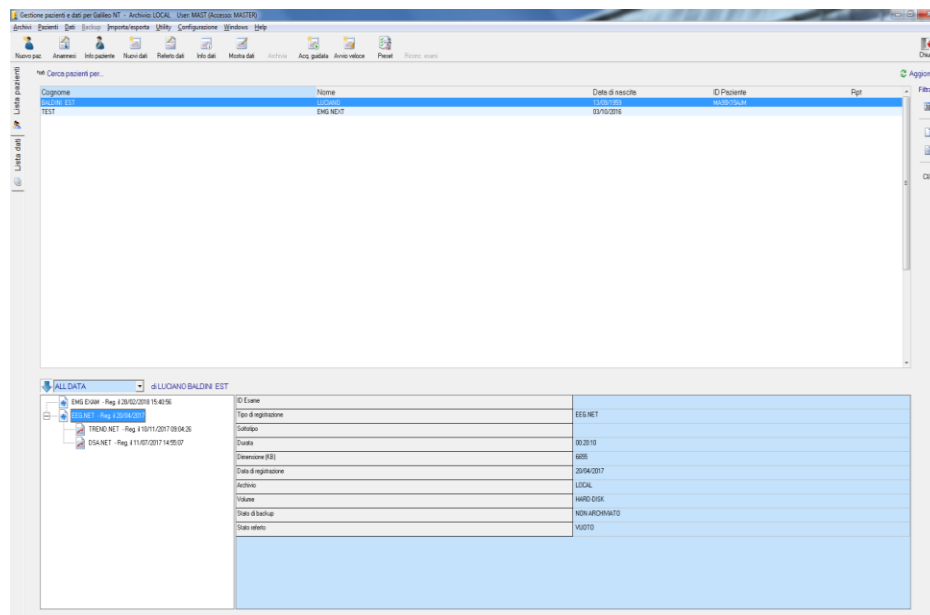 Gestione pazienti e dati per Galileo NT - Archivio: LOCAL User: MAST (Accesso: MASTER)
Archivi Pazienti Dati Backup Importa/esporta Utility Configurazione Windows Help
Nuovo paz. Anamnesi Info paziente Nuovi dati Referto dati Info dati Mostra dati Archivia Acq. guidata Avvio veloce Preset Ricons. esami Chiu
Lista pazienti
Lista dati
Cerca pazienti per...
Aggior
Filtr
Cognome Nome Data di nascita ID Paziente Rpt
BALDINI EST LUCIANO 13/09/1959
TEST EMG NEXT 03/10/2016
ALL DATA di LUCIANO BALDINI EST
EMG EXAM - Reg. il 28/02/2018 15:40:56
EEG.NET - Reg. il 20/04/2017
TREND.NET - Reg. il 10/11/2017 09:04:26
DSA.NET - Reg. il 11/07/2017 14:55:07
ID Esame
Tipo di registrazione EEG.NET
Sottotipo
Durata 00:20:10
Dimensione (KB) 6695
Data di registrazione 20/04/2017
Archivio LOCAL
Volume HARD-DISK
Stato di backup NON ARCHIVIATO
Stato referto VUOTO